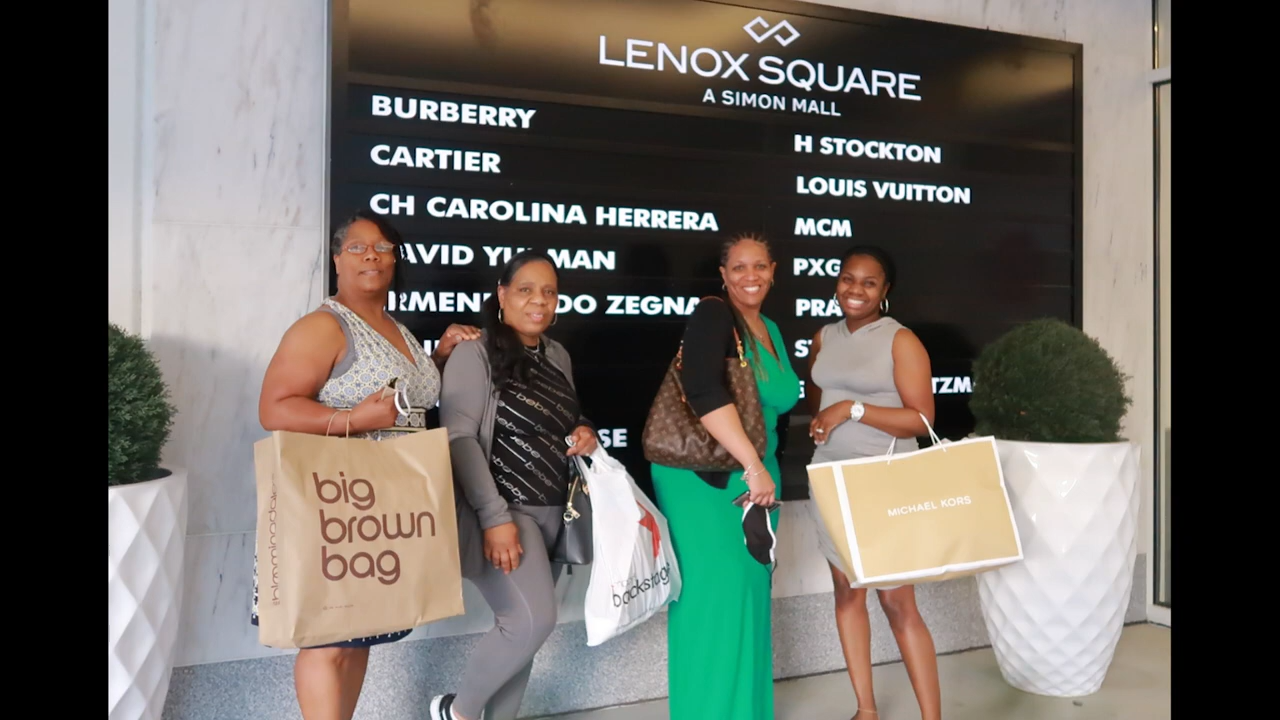 LENOX SQUARE
A SIMON MALL
BURBERRY
CARTIER
CH CAROLINA HERRERA
H STOCKTON
LOUIS VUITTON
MCM
PXG
big
brown
bag
bloomingdale
bebe
backstage
MICHAEL KORS